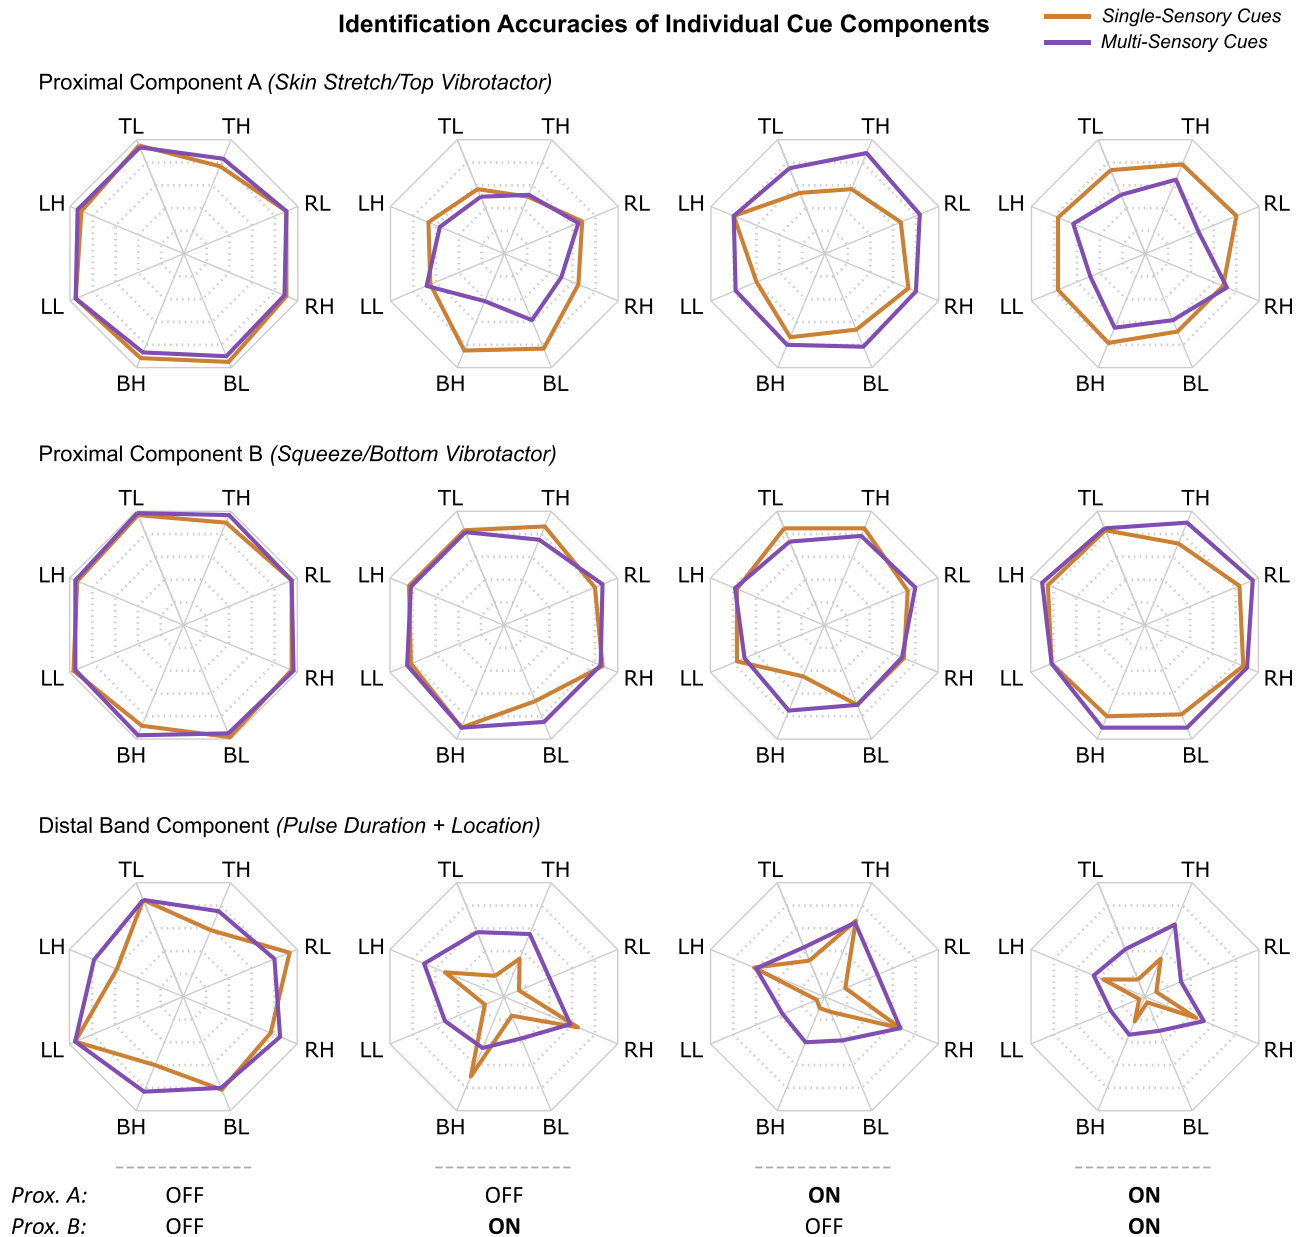 Identification Accuracies of Individual Cue Components
Single-Sensory Cues
Multi-Sensory Cues
Proximal Component A (Skin Stretch/Top Vibrotactor)
TL TH TL TH TL TH TL TH
LH RL LH RL LH RL LH RL
LL RH LL RH LL RH LL RH
BH BL BH BL BH BL BH BL
Proximal Component B (Squeeze/Bottom Vibrotactor)
TL TH TL TH TL TH TL TH
LH RL LH RL LH RL LH RL
LL RH LL RH LL RH LL RH
BH BL BH BL BH BL BH BL
Distal Band Component (Pulse Duration + Location)
TL TH TL TH TL TH TL TH
LH RL LH RL LH RL LH RL
LL RH LL RH LL RH LL RH
BH BL BH BL BH BL BH BL
Prox. A: OFF OFF ON ON
Prox. B: OFF ON OFF ON